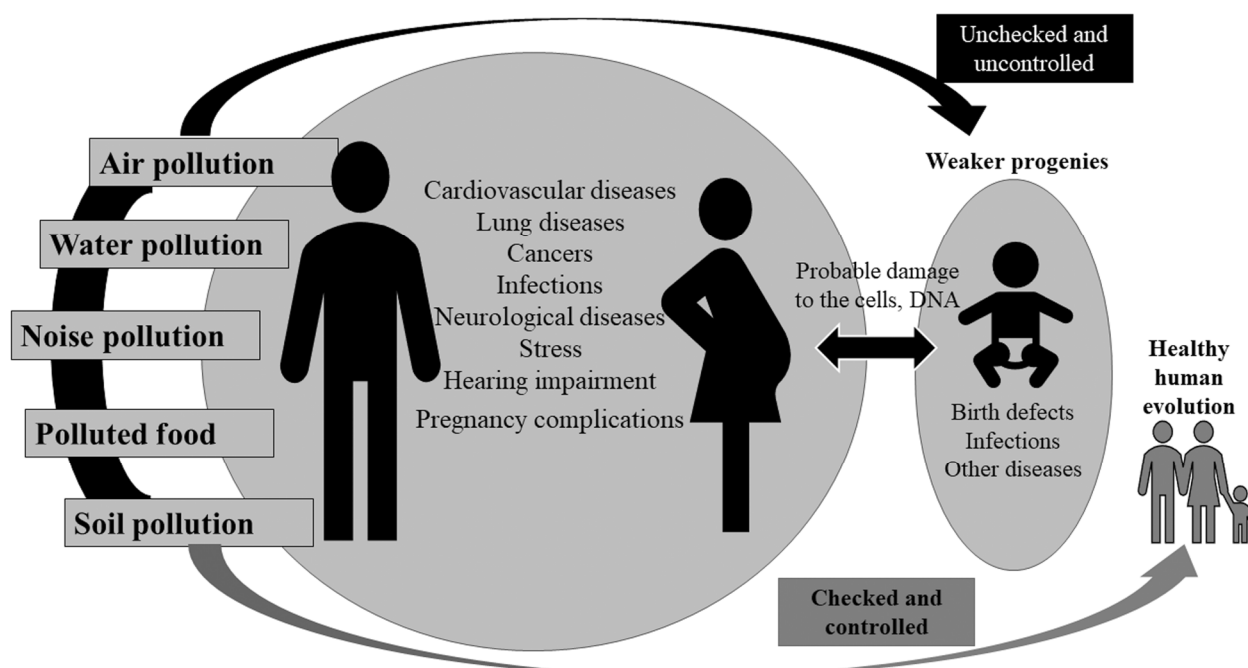 Unchecked and
uncontrolled
Air pollution
Water pollution
Noise pollution
Polluted food
Soil pollution
Cardiovascular diseases
Lung diseases
Cancers
Infections
Neurological diseases
Stress
Hearing impairment
Pregnancy complications
Probable damage
to the cells, DNA
Weaker progenies
Birth defects
Infections
Other diseases
Healthy
human
evolution
Checked and
controlled